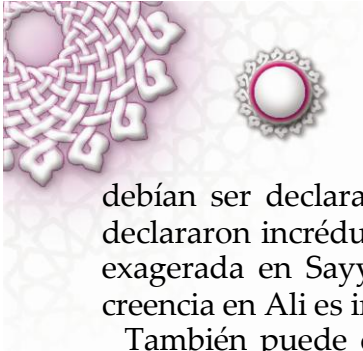 debían ser declara
declararon incrédu
exagerada en Sayy
creencia en Ali es i
También puede